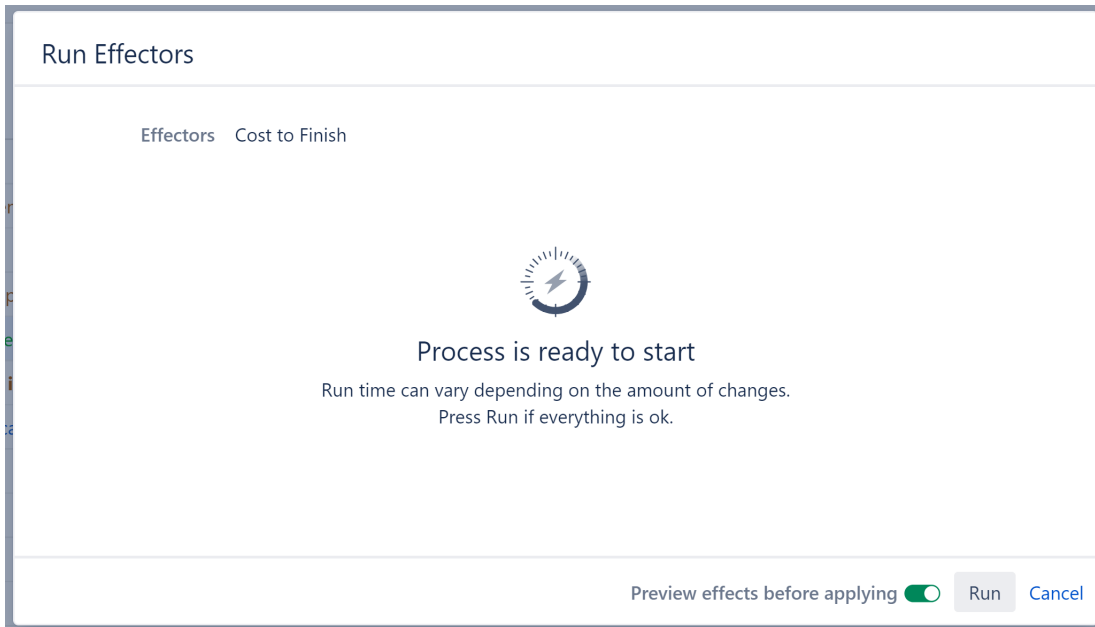 Run Effectors
Effectors Cost to Finish
Process is ready to start
Run time can vary depending on the amount of changes.
Press Run if everything is ok.
Preview effects before applying Run Cancel